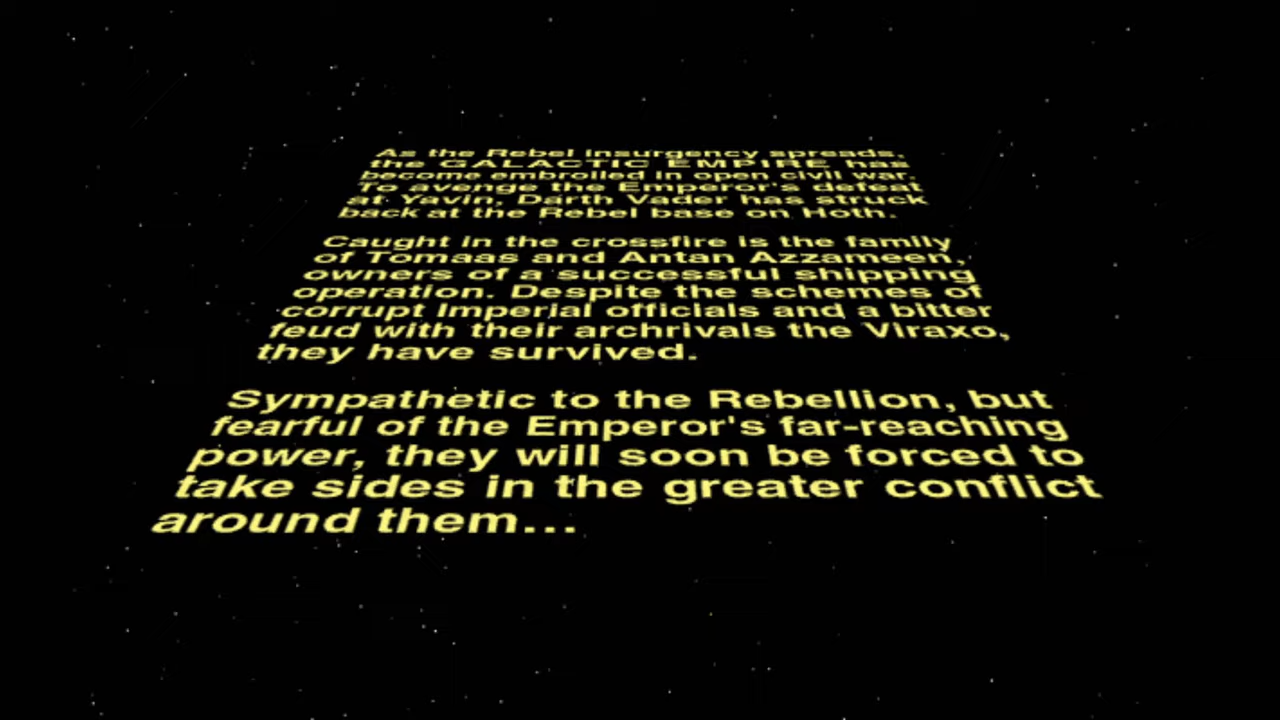 As the Rebel insurgency spreads,
the GALACTIC EMPIRE has
become embroiled in open civil war.
To avenge the Emperor's defeat
at Yavin, Darth Vader has struck
back at the Rebel base on Hoth.
Caught in the crossfire is the family
of Tomaas and Antan Azzameen,
owners of a successful shipping
operation. Despite the schemes of
corrupt Imperial officials and a bitter
feud with their archrivals the Viraxo,
they have survived.
Sympathetic to the Rebellion, but
fearful of the Emperor's far-reaching
power, they will soon be forced to
take sides in the greater conflict
around them...